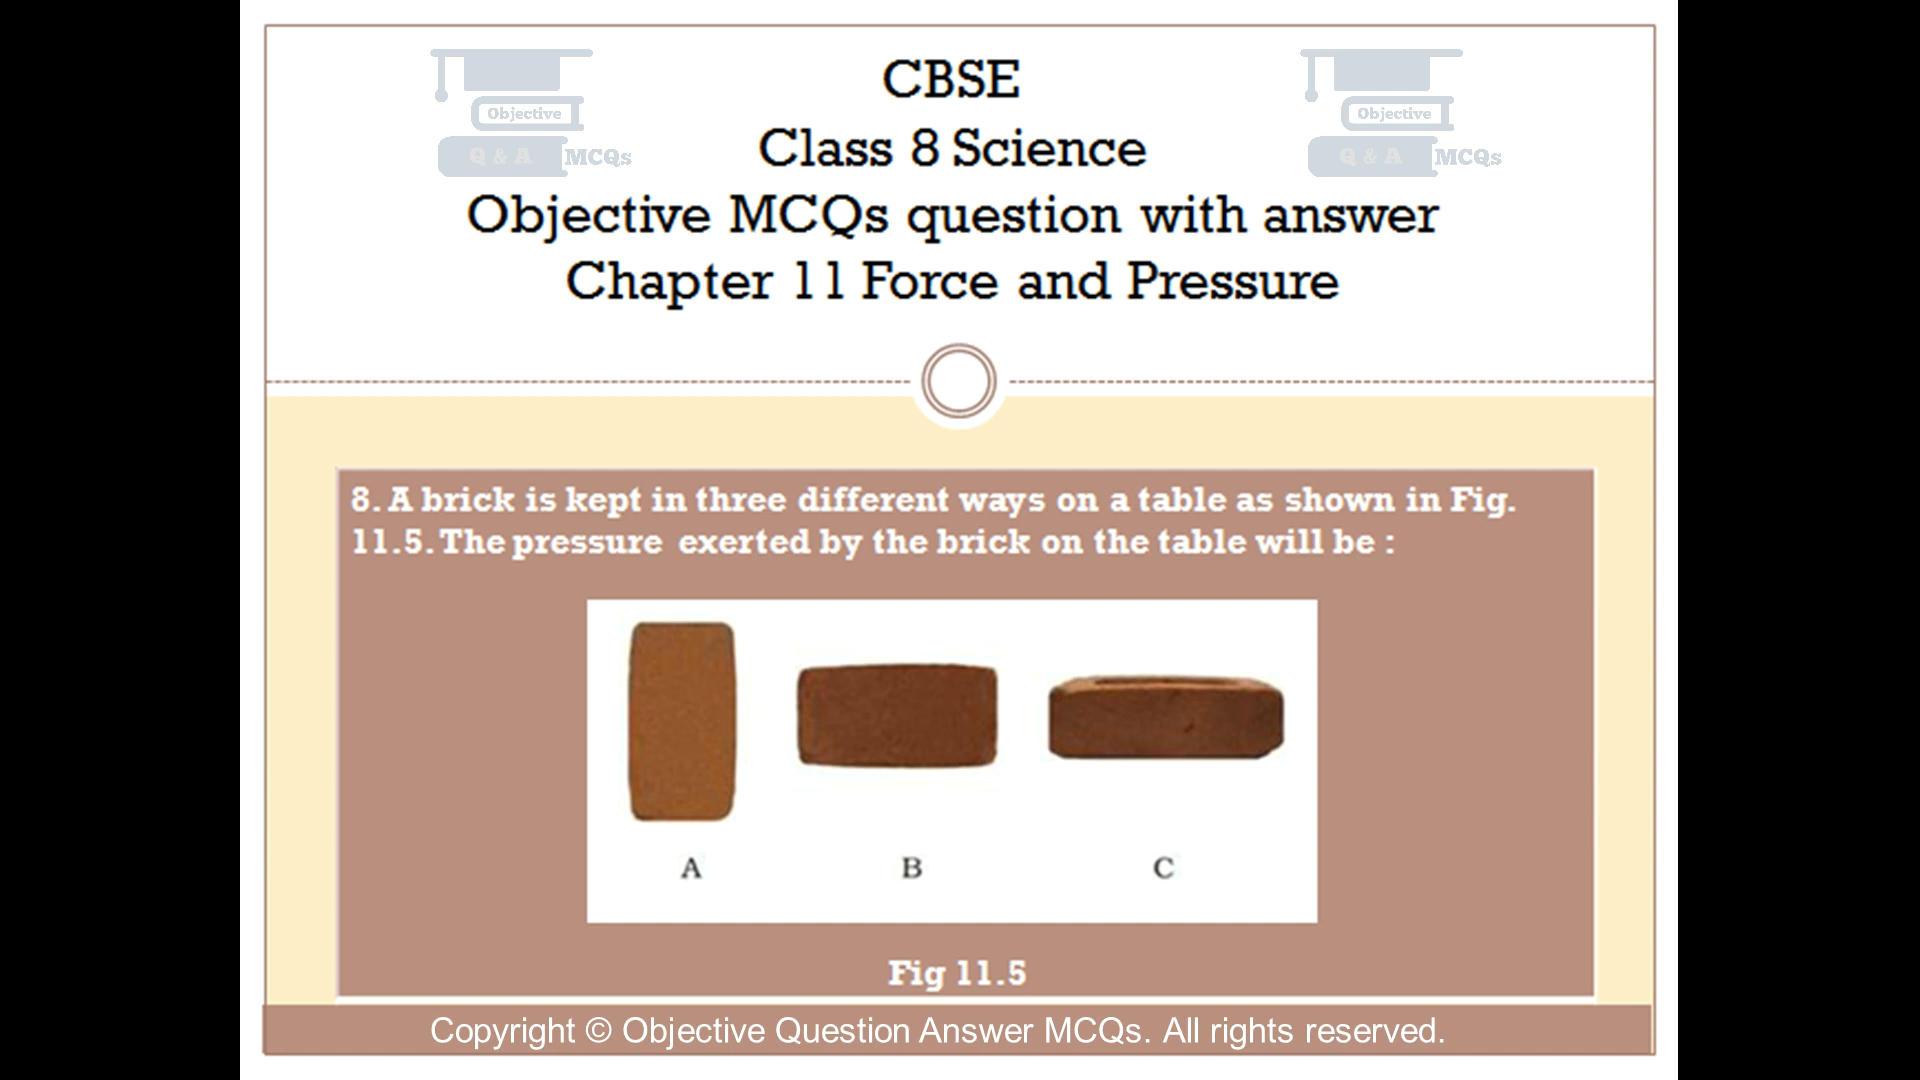 CBSE
Class 8 Science
Objective MCQs question with answer
Chapter 11 Force and Pressure
Objective
Q & A MCQs
Objective
Q & A MCQs
8. A brick is kept in three different ways on a table as shown in Fig.
11.5. The pressure exerted by the brick on the table will be :
A B C
Fig 11.5
Copyright © Objective Question Answer MCQs. All rights reserved.